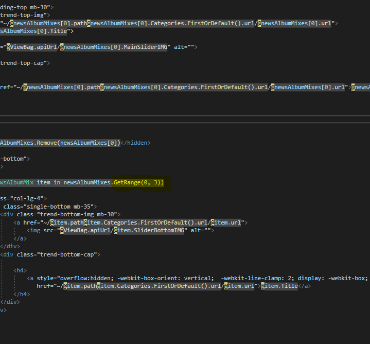 ding-top mb-30">
trend-top-img">
"~/@newsAlbumMixes[0].path@newsAlbumMixes[0].Categories.FirstOrDefault().url/@newsAlbumMixes[0].url">
wsAlbumMixes[0].Title">
="@ViewBag.apiUrl/@newsAlbumMixes[0].MainSliderIMG" alt="">
trend-top-cap">
ref="~/@newsAlbumMixes[0].path@newsAlbumMixes[0].Categories.FirstOrDefault().url/@newsAlbumMixes[0].url">@news
AlbumMixes.Remove(newsAlbumMixes[0])</hidden>
-bottom">
>
wsAlbumMix item in newsAlbumMixes.GetRange(0, 3))
ss="col-lg-4">
class="single-bottom mb-35">
<div class="trend-bottom-img mb-30">
<a href="~/@item.path@item.Categories.FirstOrDefault().url/@item.url">
<img src="@ViewBag.apiUrl/@item.SliderBottomIMG" alt="">
</a>
</div>
<div class="trend-bottom-cap">
<h4>
<a style="overflow:hidden; -webkit-box-orient: vertical; -webkit-line-clamp: 2; display: -webkit-box;
href="~/@item.path@item.Categories.FirstOrDefault().url/@item.url">@item.Title</a>
</h4>
</div>
v>